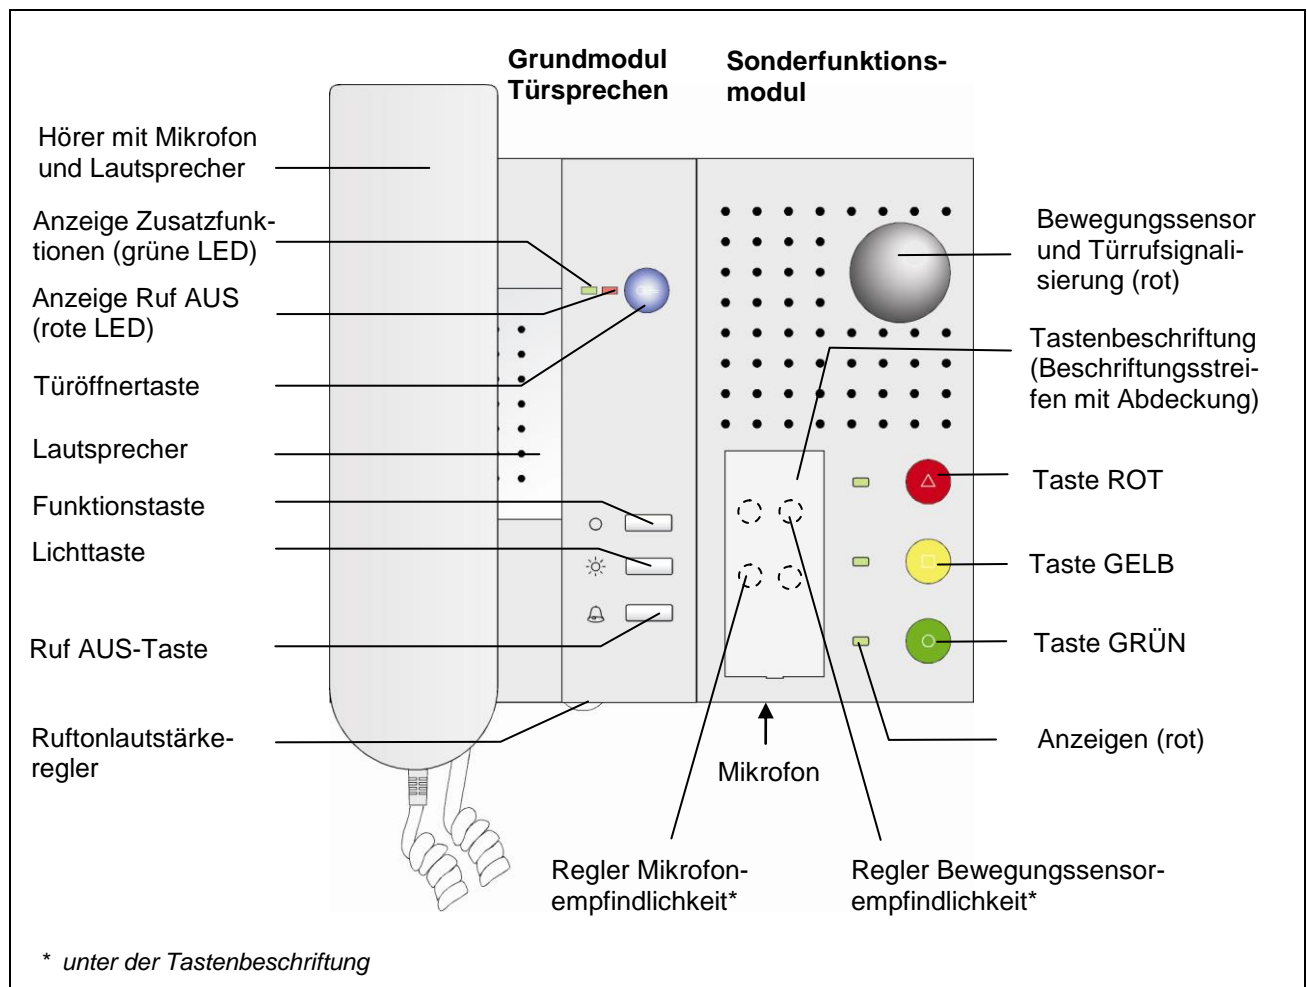 Grundmodul
Türsprechen
Sonderfunktions-
modul
Hörer mit Mikrofon
und Lautsprecher
Anzeige Zusatzfunk-
tionen (grüne LED)
Anzeige Ruf AUS
(rote LED)
Türöffnertaste
Lautsprecher
Funktionstaste
Lichttaste
Ruf AUS-Taste
Ruftonlautstärke-
regler
Bewegungssensor
und Türrufsignali-
sierung (rot)
Tastenbeschriftung
(Beschriftungsstrei-
fen mit Abdeckung)
Taste ROT
Taste GELB
Taste GRÜN
Anzeigen (rot)
Mikrofon
Regler Mikrofon-
empfindlichkeit*
Regler Bewegungssensor-
empfindlichkeit*
* unter der Tastenbeschriftung